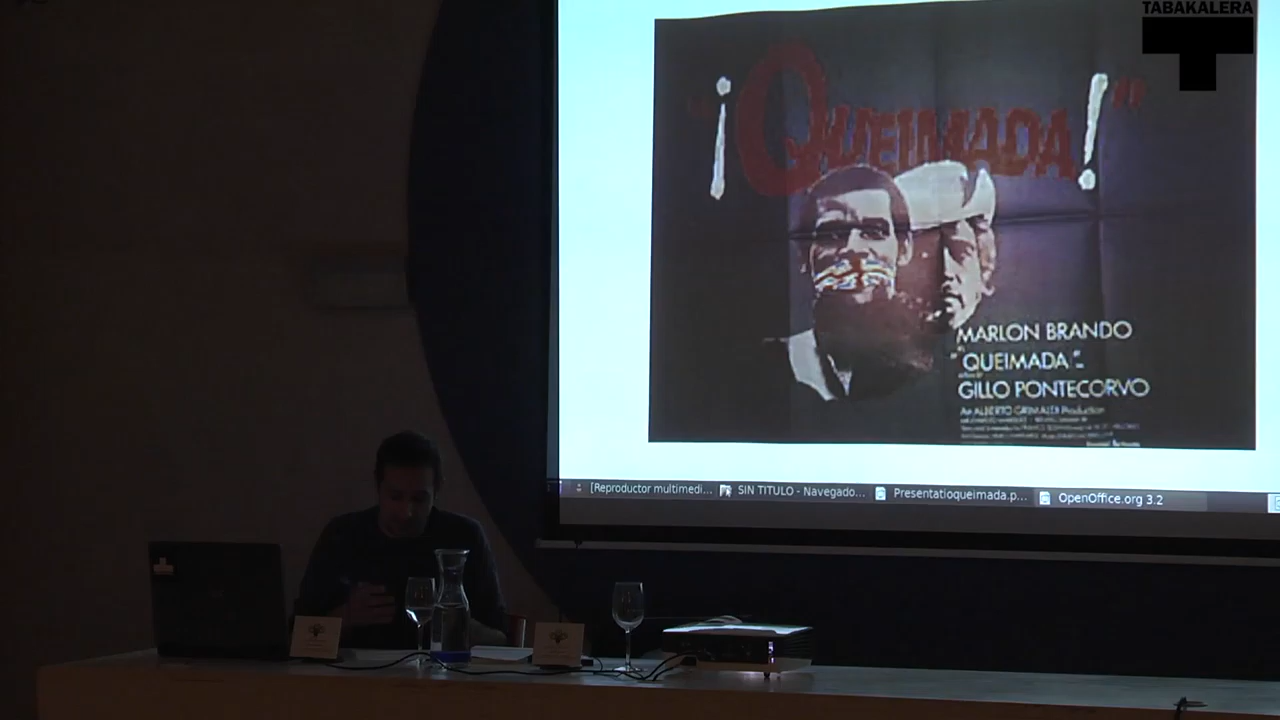 TABAKALERA
"¡QUEIMADA!"
MARLON BRANDO
"QUEIMADA"
GILLO PONTECORVO
An ALBERTO GRIMALDI Production
[Reproductor multimedi... SIN TITULO - Navegado... Presentatioqueimada.p... OpenOffice.org 3.2